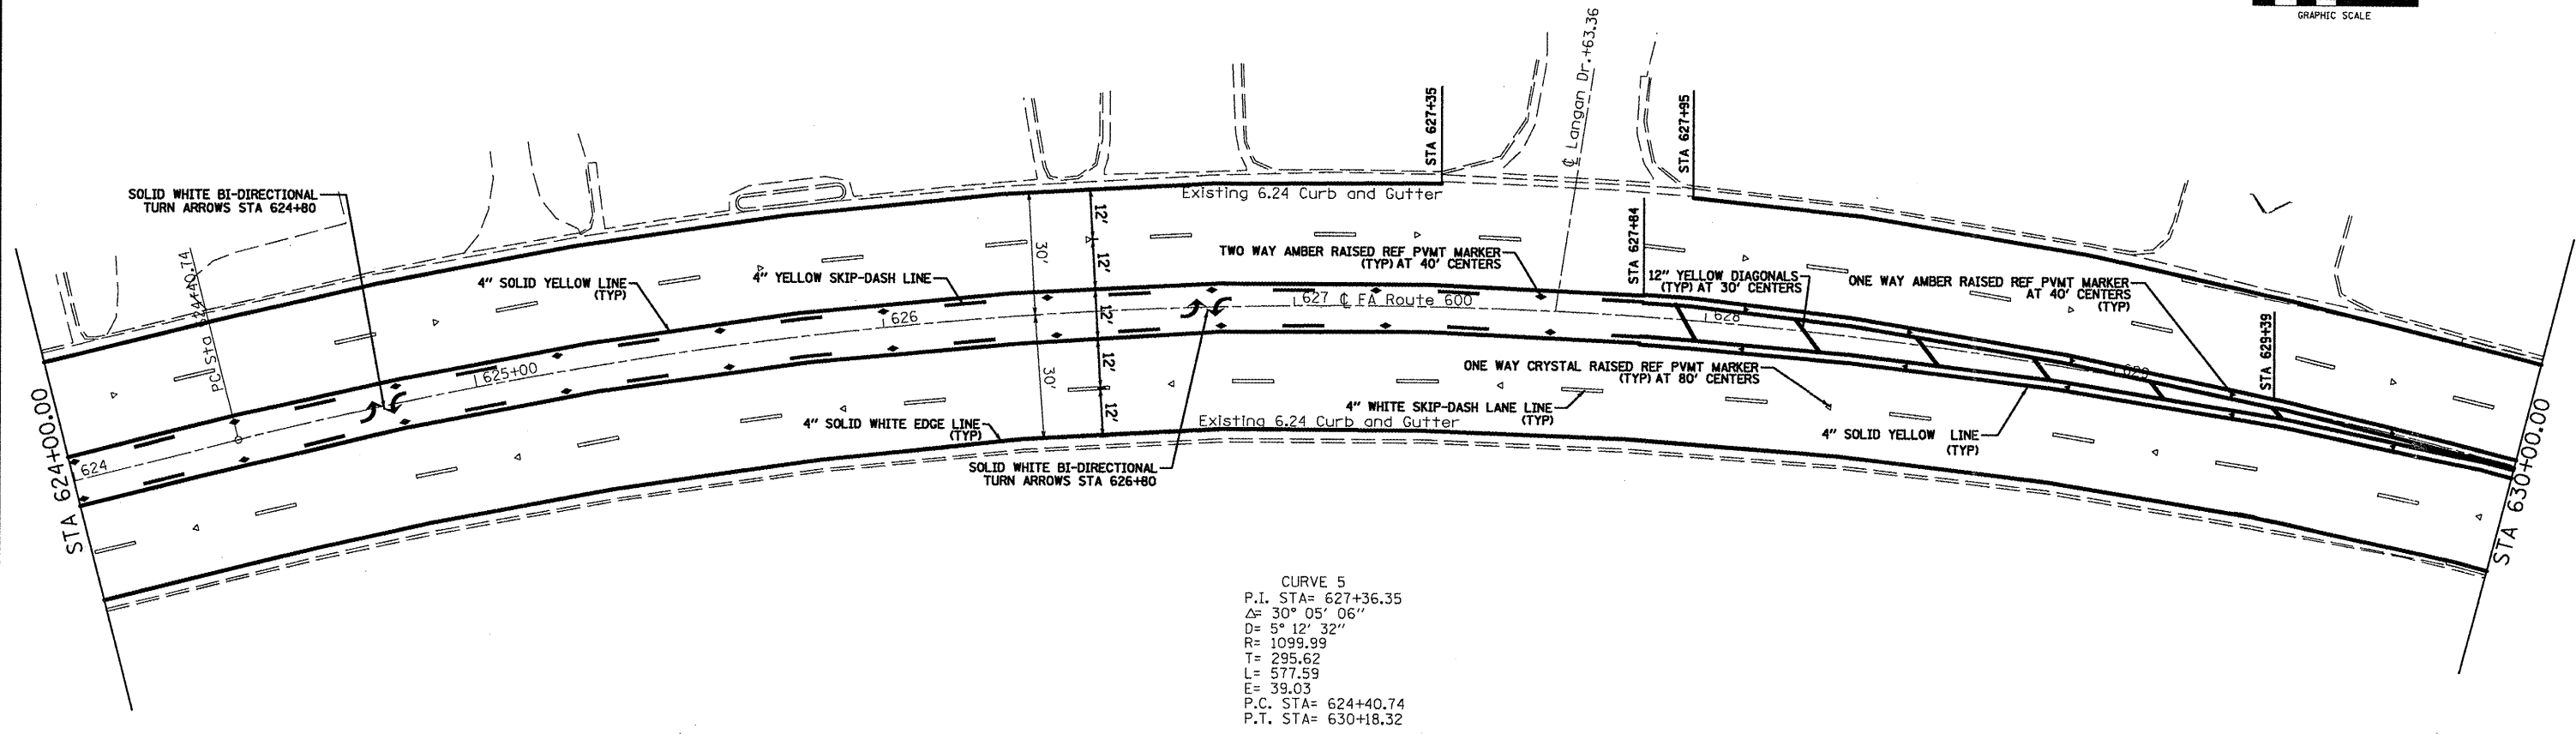 GRAPHIC SCALE
℄ Langan Dr.+63.36
STA 627+35
STA 627+95
SOLID WHITE BI-DIRECTIONAL
TURN ARROWS STA 624+80
Existing 6.24 Curb and Gutter
12'
30'
12'
12'
12'
30'
12'
PC Sta 624+40.74
4" SOLID YELLOW LINE
(TYP)
4" YELLOW SKIP-DASH LINE
TWO WAY AMBER RAISED REF PVMT MARKER
(TYP) AT 40' CENTERS
STA 627+84
12" YELLOW DIAGONALS
(TYP) AT 30' CENTERS
ONE WAY AMBER RAISED REF PVMT MARKER
AT 40' CENTERS
(TYP)
STA 629+39
624
625+00
626
627 ℄ FA Route 600
628
629
ONE WAY CRYSTAL RAISED REF PVMT MARKER
(TYP) AT 80' CENTERS
4" WHITE SKIP-DASH LANE LINE
(TYP)
4" SOLID WHITE EDGE LINE
(TYP)
Existing 6.24 Curb and Gutter
4" SOLID YELLOW LINE
(TYP)
SOLID WHITE BI-DIRECTIONAL
TURN ARROWS STA 626+80
STA 624+00.00
STA 630+00.00
CURVE 5
P.I. STA= 627+36.35
Δ= 30° 05' 06"
D= 5° 12' 32"
R= 1099.99
T= 295.62
L= 577.59
E= 39.03
P.C. STA= 624+40.74
P.T. STA= 630+18.32